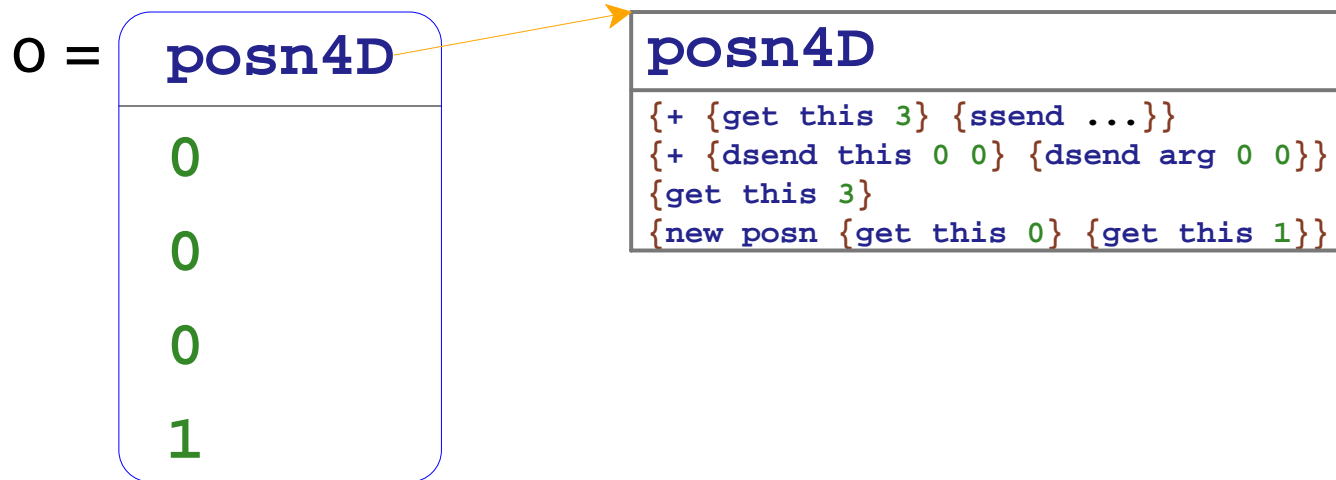 o = posn4D
0
0
0
1
posn4D
{+ {get this 3} {ssend ...}}
{+ {dsend this 0 0} {dsend arg 0 0}}
{get this 3}
{new posn {get this 0} {get this 1}}